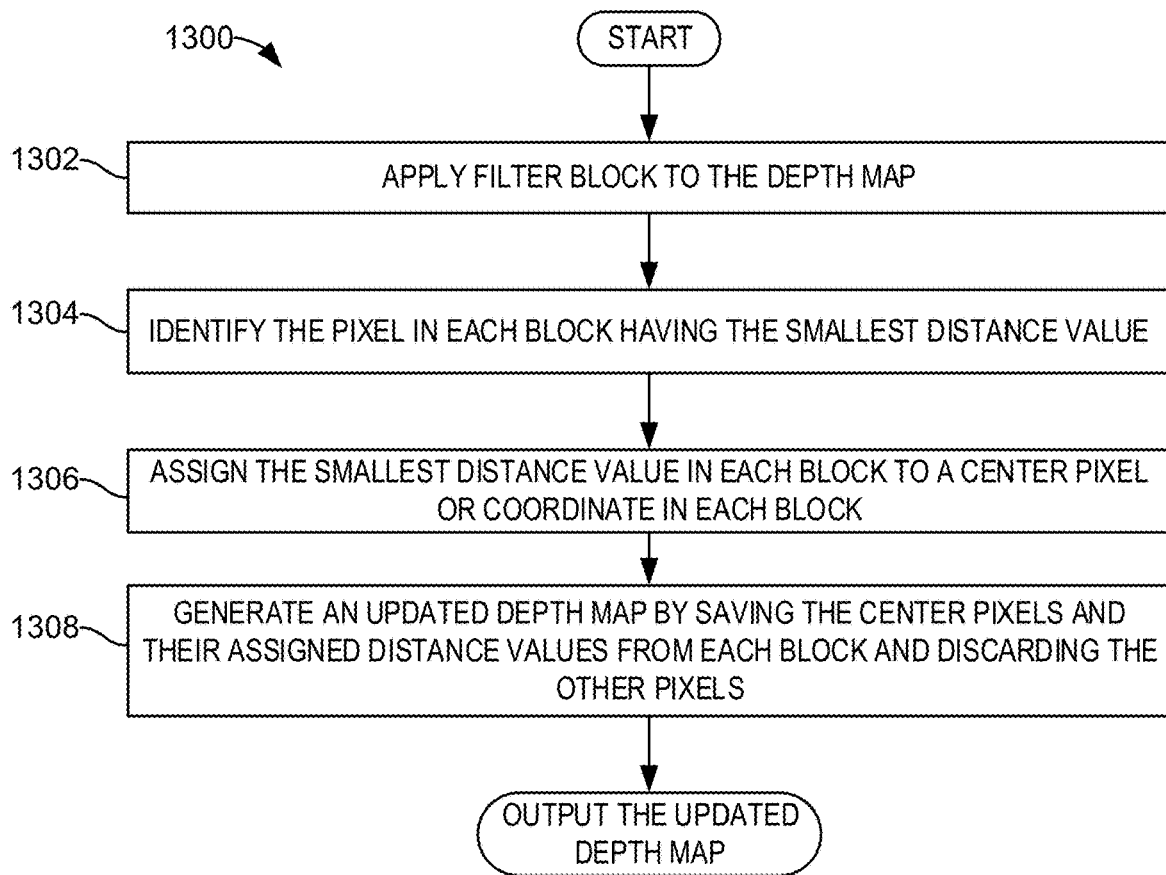 1300
START
1302
APPLY FILTER BLOCK TO THE DEPTH MAP
1304
IDENTIFY THE PIXEL IN EACH BLOCK HAVING THE SMALLEST DISTANCE VALUE
1306
ASSIGN THE SMALLEST DISTANCE VALUE IN EACH BLOCK TO A CENTER PIXEL
OR COORDINATE IN EACH BLOCK
1308
GENERATE AN UPDATED DEPTH MAP BY SAVING THE CENTER PIXELS AND
THEIR ASSIGNED DISTANCE VALUES FROM EACH BLOCK AND DISCARDING THE
OTHER PIXELS
OUTPUT THE UPDATED
DEPTH MAP